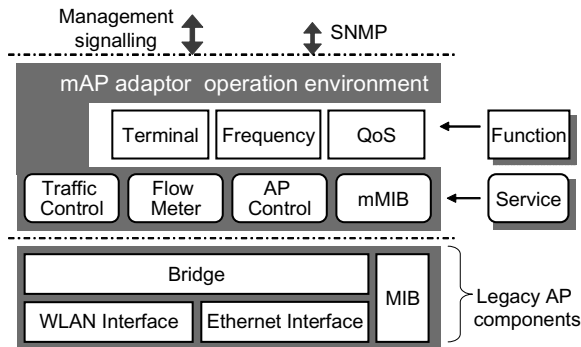 Management
signalling
SNMP
mAP adaptor operation environment
Terminal
Frequency
QoS
Function
Traffic
Control
Flow
Meter
AP
Control
mMIB
Service
Bridge
MIB
WLAN Interface
Ethernet Interface
Legacy AP
components